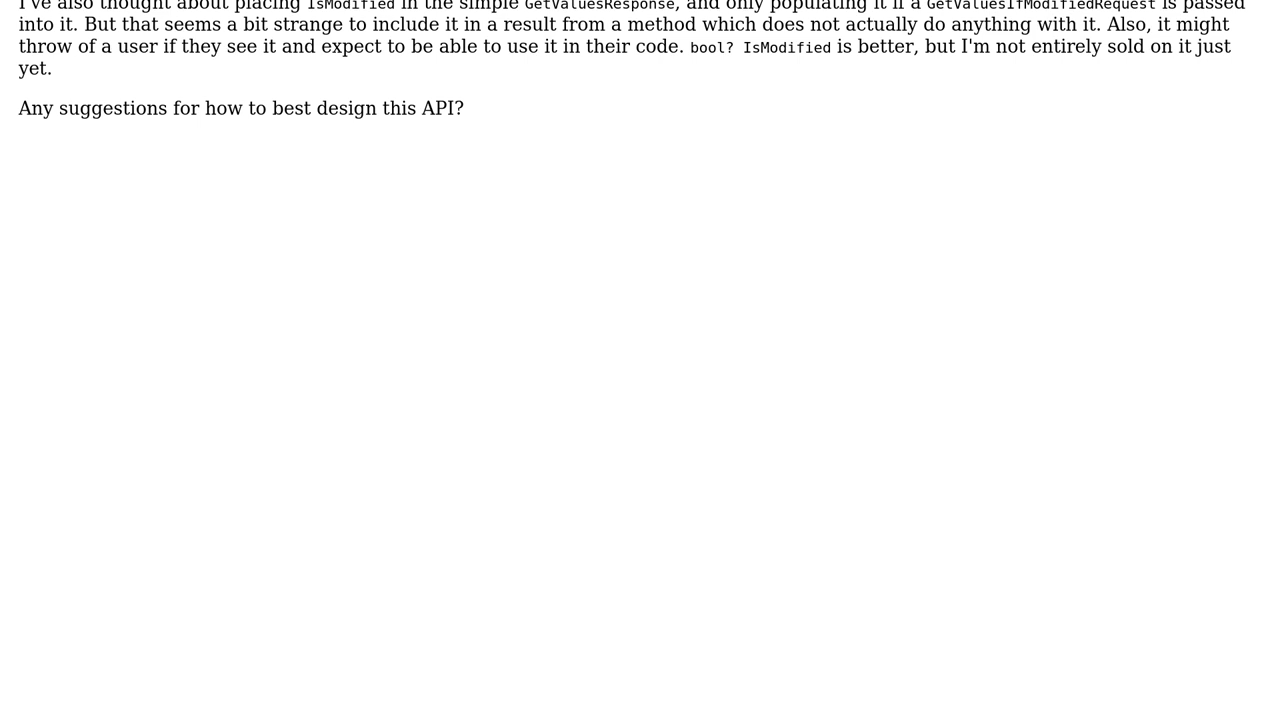 I've also thought about placing IsModified in the simple GetValuesResponse, and only populating it if a GetValuesIfModifiedRequest is passed
into it. But that seems a bit strange to include it in a result from a method which does not actually do anything with it. Also, it might
throw of a user if they see it and expect to be able to use it in their code. bool? IsModified is better, but I'm not entirely sold on it just
yet.
Any suggestions for how to best design this API?